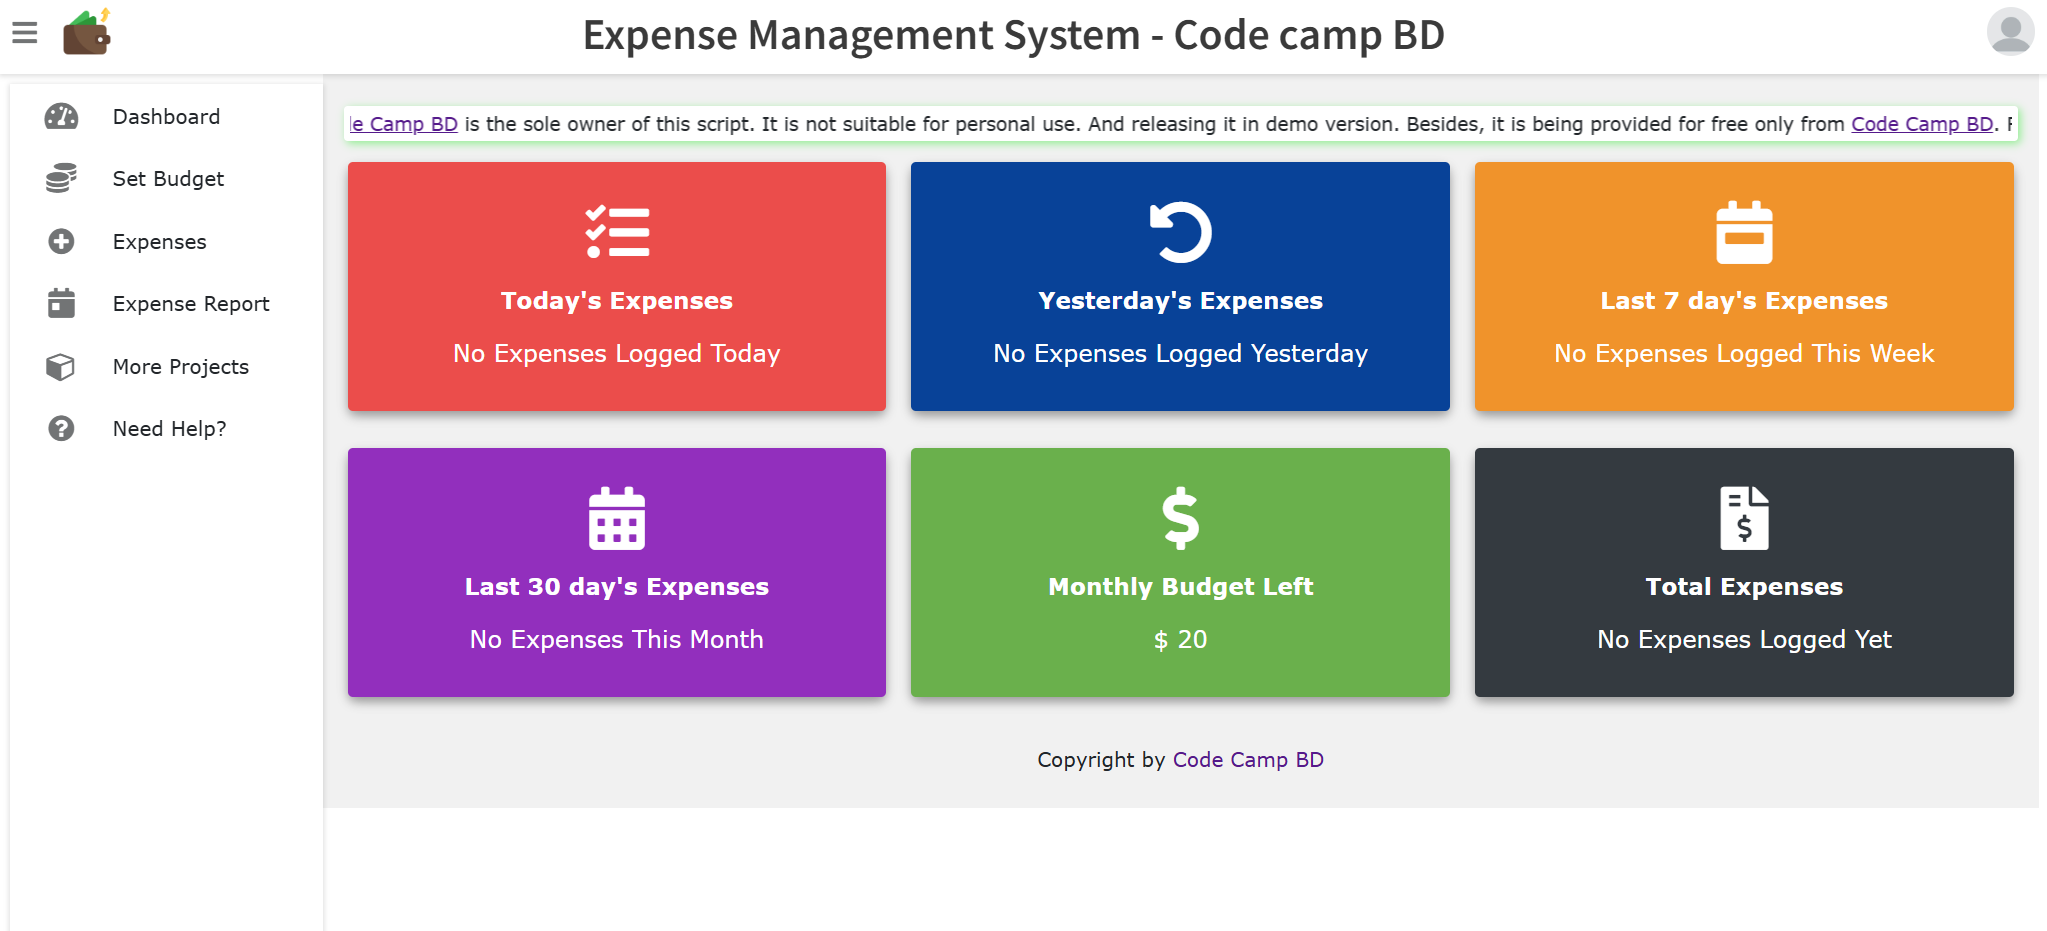 Expense Management System - Code camp BD
Dashboard
Set Budget
Expenses
Expense Report
More Projects
Need Help?
Camp BD is the sole owner of this script. It is not suitable for personal use. And releasing it in demo version. Besides, it is being provided for free only from Code Camp BD.
Today's Expenses
No Expenses Logged Today
Yesterday's Expenses
No Expenses Logged Yesterday
Last 7 day's Expenses
No Expenses Logged This Week
Last 30 day's Expenses
No Expenses This Month
Monthly Budget Left
$ 20
Total Expenses
No Expenses Logged Yet
Copyright by Code Camp BD